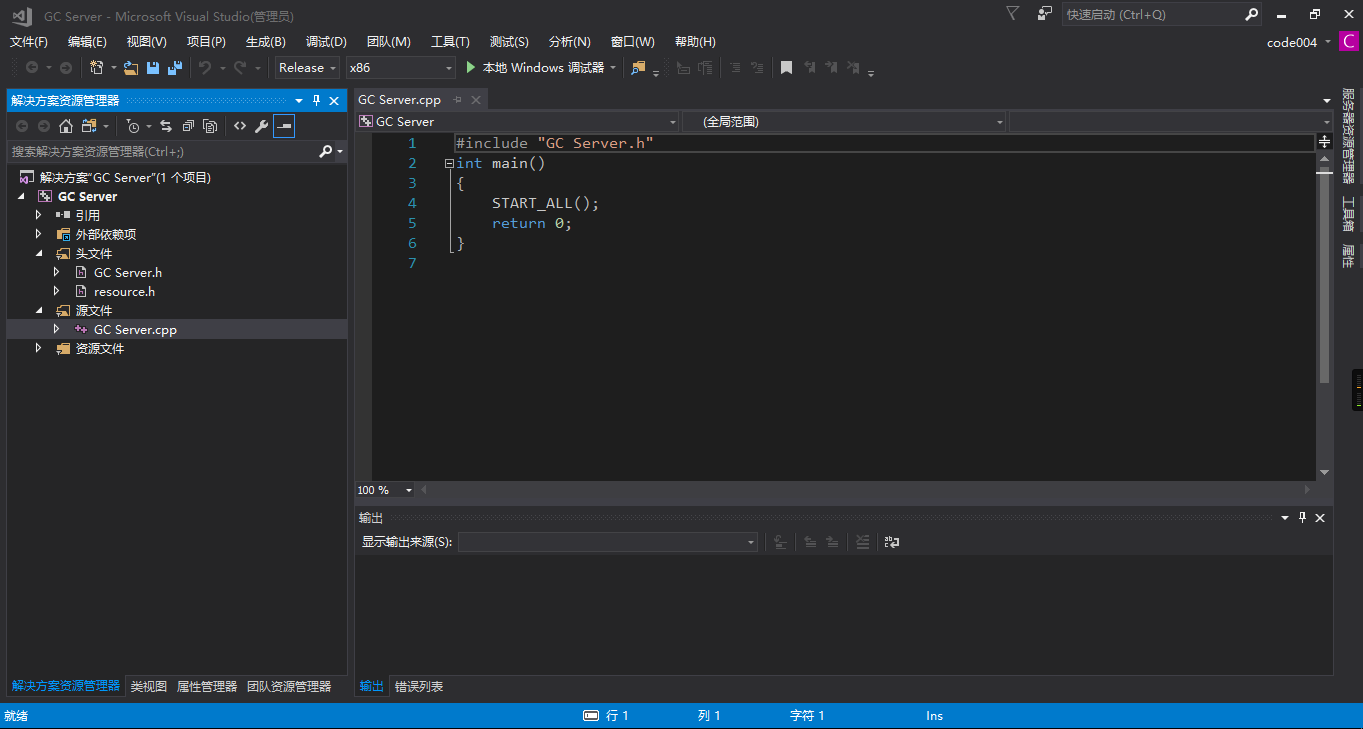 GC Server - Microsoft Visual Studio(管理员)
快速启动 (Ctrl+Q)
文件(F) 编辑(E) 视图(V) 项目(P) 生成(B) 调试(D) 团队(M) 工具(T) 测试(S) 分析(N) 窗口(W) 帮助(H)
code004 C
Release x86 本地 Windows 调试器
解决方案资源管理器
搜索解决方案资源管理器(Ctrl+;)
解决方案"GC Server"(1 个项目)
GC Server
引用
外部依赖项
头文件
GC Server.h
resource.h
源文件
GC Server.cpp
资源文件
解决方案资源管理器 类视图 属性管理器 团队资源管理器
GC Server.cpp
GC Server (全局范围)
1 #include "GC Server.h"
2 int main()
3 {
4 START_ALL();
5 return 0;
6 }
7
100 %
输出
显示输出来源(S):
输出 错误列表
服务器资源管理器
工具箱
属性
就绪 行 1 列 1 字符 1 Ins